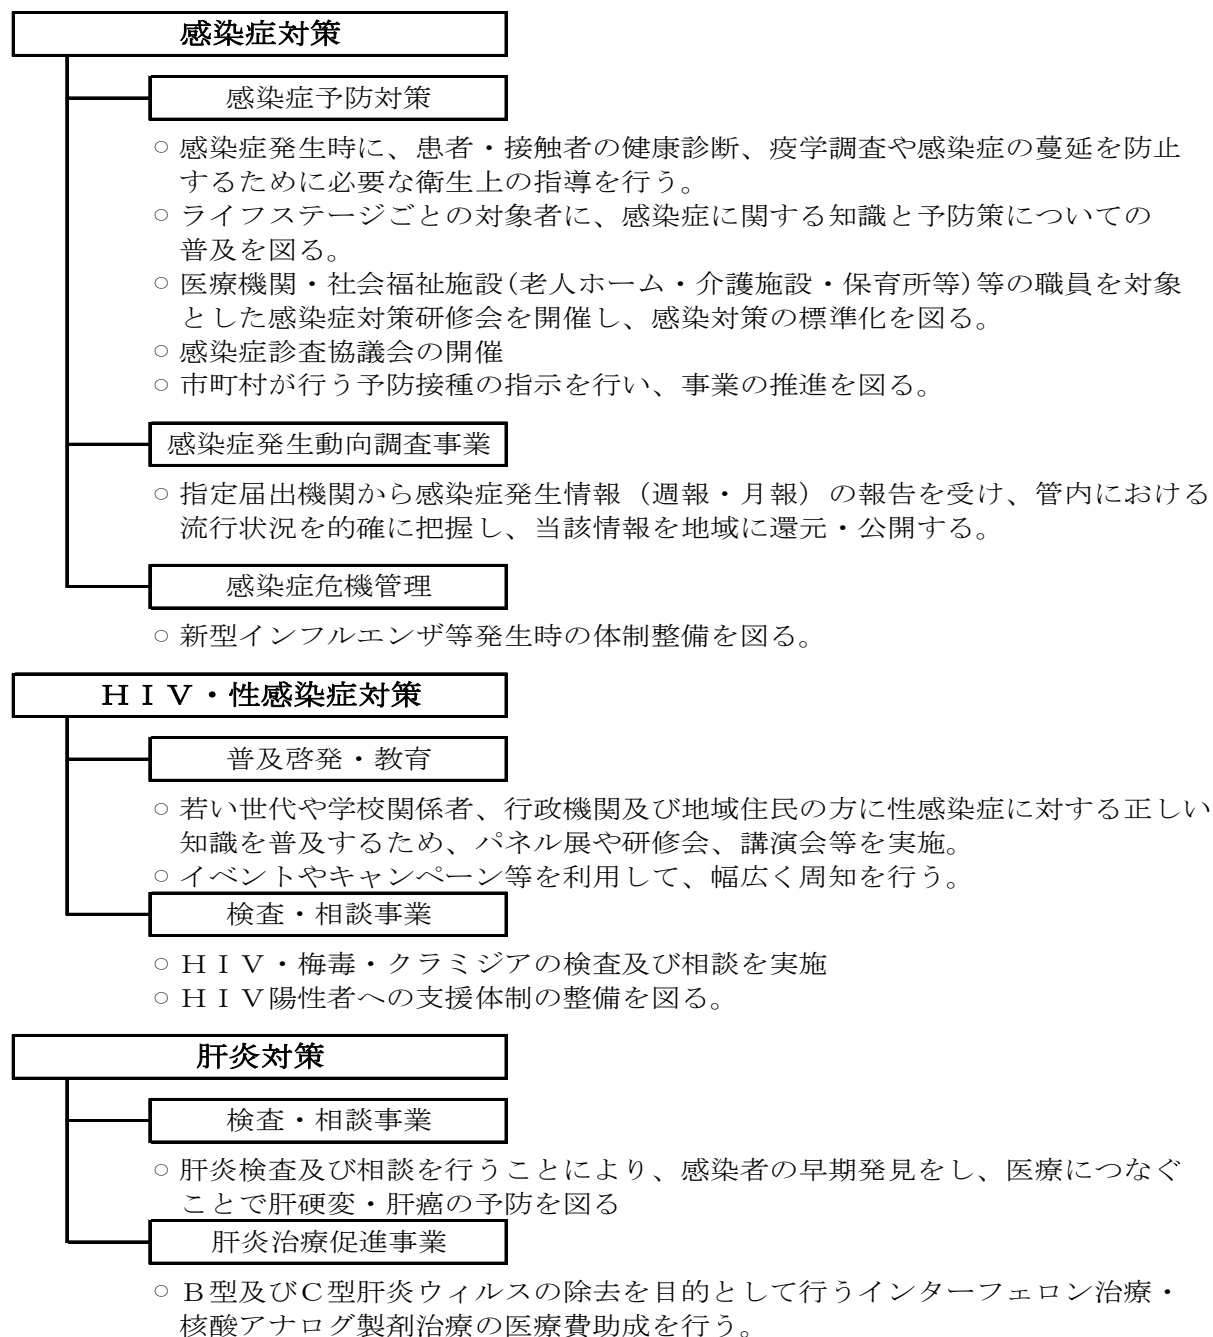 感染症対策
感染症予防対策
○ 感染症発生時に、患者・接触者の健康診断、疫学調査や感染症の蔓延を防止
するために必要な衛生上の指導を行う。
○ ライフステージごとの対象者に、感染症に関する知識と予防策についての
普及を図る。
○ 医療機関・社会福祉施設(老人ホーム・介護施設・保育所等)等の職員を対象
とした感染症対策研修会を開催し、感染対策の標準化を図る。
○ 感染症診査協議会の開催
○ 市町村が行う予防接種の指示を行い、事業の推進を図る。
感染症発生動向調査事業
○ 指定届出機関から感染症発生情報（週報・月報）の報告を受け、管内における
流行状況を的確に把握し、当該情報を地域に還元・公開する。
感染症危機管理
○ 新型インフルエンザ等発生時の体制整備を図る。
ＨＩＶ・性感染症対策
普及啓発・教育
○ 若い世代や学校関係者、行政機関及び地域住民の方に性感染症に対する正しい
知識を普及するため、パネル展や研修会、講演会等を実施。
○ イベントやキャンペーン等を利用して、幅広く周知を行う。
検査・相談事業
○ ＨＩＶ・梅毒・クラミジアの検査及び相談を実施
○ ＨＩＶ陽性者への支援体制の整備を図る。
肝炎対策
検査・相談事業
○ 肝炎検査及び相談を行うことにより、感染者の早期発見をし、医療につなぐ
ことで肝硬変・肝癌の予防を図る
肝炎治療促進事業
○ Ｂ型及びＣ型肝炎ウィルスの除去を目的として行うインターフェロン治療・
核酸アナログ製剤治療の医療費助成を行う。